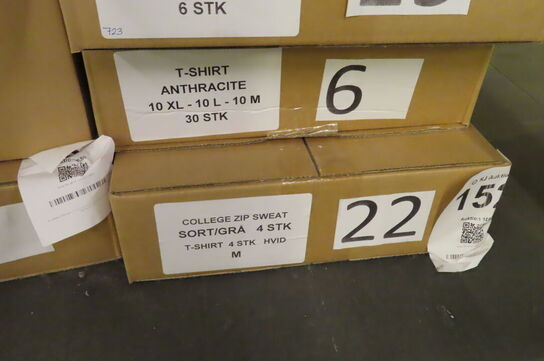 6 STK
723
T-SHIRT
ANTHRACITE
10 XL - 10 L - 10 M
30 STK
6
COLLEGE ZIP SWEAT
SORT/GRÅ 4 STK
T-SHIRT 4 STK HVID
M
22